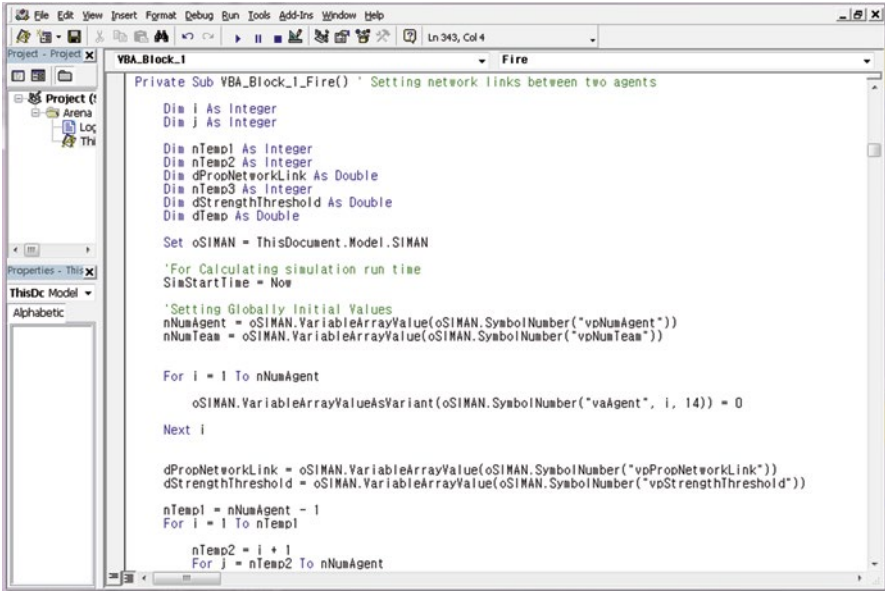 File Edit View Insert Format Debug Run Tools Add-Ins Window Help
Ln 343, Col 4
Project - Project
VBA_Block_1
Fire
Project (
Arena
Loc
Thi
Properties - This
ThisDc Model
Alphabetic
Private Sub VBA_Block_1_Fire() ' Setting network links between two agents
Dim i As Integer
Dim j As Integer
Dim nTemp1 As Integer
Dim nTemp2 As Integer
Dim dPropNetworkLink As Double
Dim nTemp3 As Integer
Dim dStrengthThreshold As Double
Dim dTemp As Double
Set oSIMAN = ThisDocument.Model.SIMAN
'For Calculating simulation run time
SimStartTime = Now
'Setting Globally Initial Values
nNumAgent = oSIMAN.VariableArrayValue(oSIMAN.SymbolNumber("vpNumAgent"))
nNumTeam = oSIMAN.VariableArrayValue(oSIMAN.SymbolNumber("vpNumTeam"))
For i = 1 To nNumAgent
oSIMAN.VariableArrayValueAsVariant(oSIMAN.SymbolNumber("vaAgent", i, 14)) = 0
Next i
dPropNetworkLink = oSIMAN.VariableArrayValue(oSIMAN.SymbolNumber("vpPropNetworkLink"))
dStrengthThreshold = oSIMAN.VariableArrayValue(oSIMAN.SymbolNumber("vpStrengthThreshold"))
nTemp1 = nNumAgent - 1
For i = 1 To nTemp1
nTemp2 = i + 1
For j = nTemp2 To nNumAgent